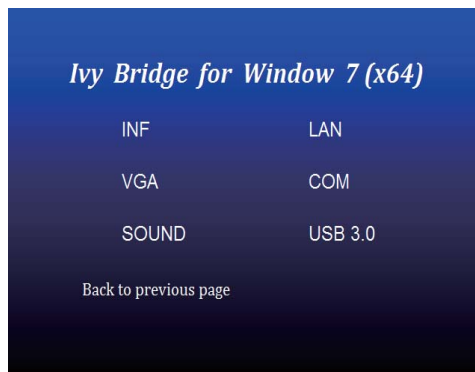 Ivy Bridge for Window 7 (x64)
INF LAN
VGA COM
SOUND USB 3.0
Back to previous page